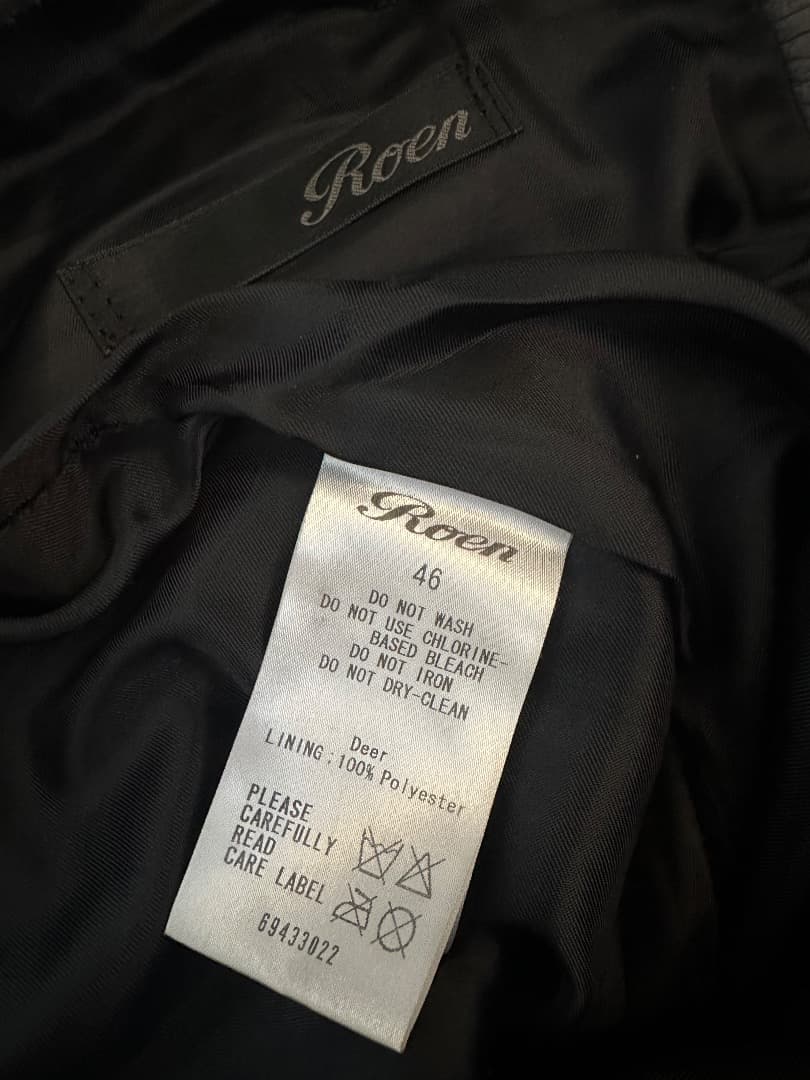 Roen
Roen
46
DO NOT WASH
DO NOT USE CHLORINE-
BASED BLEACH
DO NOT IRON
DO NOT DRY-CLEAN
Deer
LINING:100% Polyester
PLEASE
CAREFULLY
READ
CARE LABEL
69433022